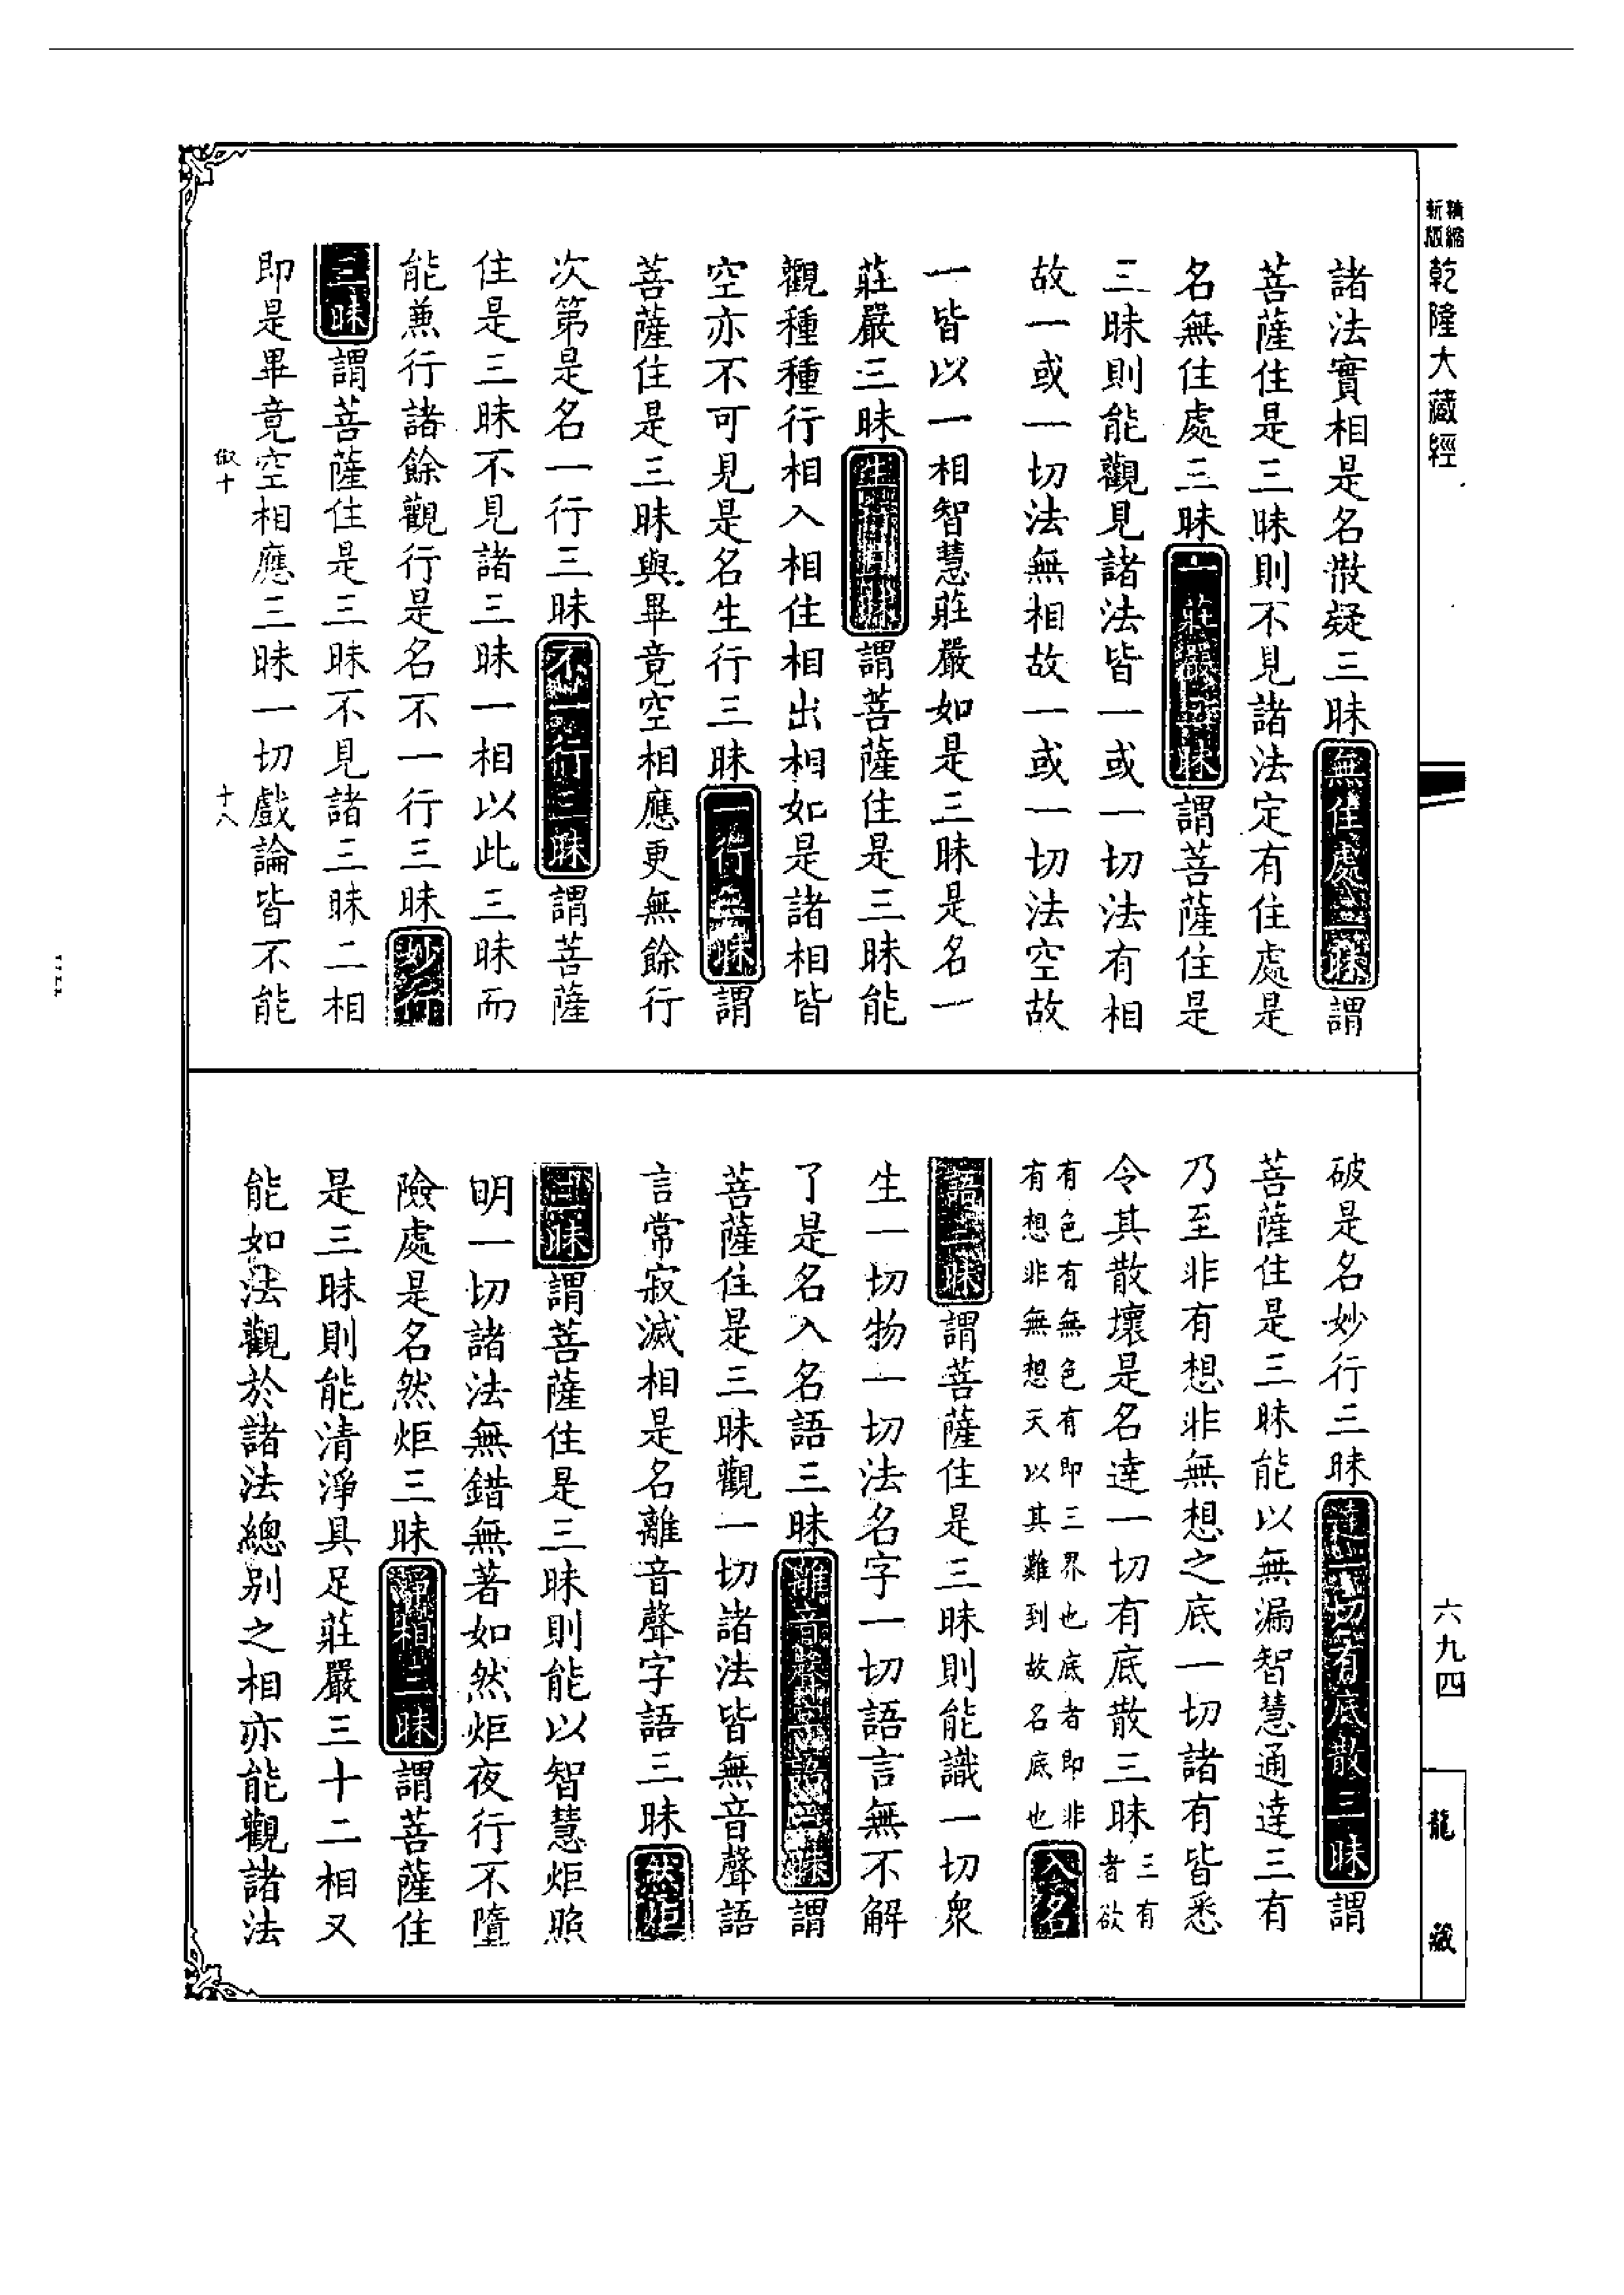 精縮
新版
乾隆大藏經
諸法實相是名散疑三昧無住處三昧謂
菩薩住是三昧則不見諸法定有住處是
名無住處三昧一莊嚴三昧謂菩薩住是
三昧則能觀見諸法皆一或一切法有相
故一或一切法無相故一或一切法空故
一皆以一相智慧莊嚴如是三昧是名一
莊嚴三昧生行三昧謂菩薩住是三昧能
觀種種行相入相住相出相如是諸相皆
空亦不可見是名生行三昧一行三昧謂
菩薩住是三昧與畢竟空相應更無餘行
次第是名一行三昧不一行三昧謂菩薩
住是三昧不見諸三昧一相以此三昧而
能兼行諸餘觀行是名不一行三昧妙行
三昧謂菩薩住是三昧不見諸三昧二相
即是畢竟空相應三昧一切戲論皆不能
十
十八
破是名妙行三昧達一切有底散三昧謂
菩薩住是三昧能以無漏智慧通達三有
乃至非有想非無想之底一切諸有皆悉
令其散壞是名達一切有底散三昧三有者欲
有色有無色有即三界也底者即非
有想非無想天以其難到故名底也入名
語三昧謂菩薩住是三昧則能識一切衆
生一切物一切法名字一切語言無不解
了是名入名語三昧離音聲字語三昧謂
菩薩住是三昧觀一切諸法皆無音聲語
言常寂滅相是名離音聲字語三昧然炬
三昧謂菩薩住是三昧則能以智慧炬照
明一切諸法無錯無著如然炬夜行不墮
險處是名然炬三昧淨相三昧謂菩薩住
是三昧則能清淨具足莊嚴三十二相又
能如法觀於諸法總別之相亦能觀諸法
六九四
龍藏